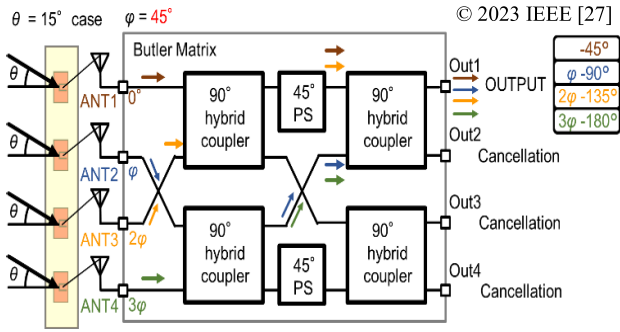 θ = 15° case
φ = 45°
© 2023 IEEE [27]
Butler Matrix
θ
ANT1
0°
90°
hybrid
coupler
45°
PS
90°
hybrid
coupler
Out1
OUTPUT
-45°
φ -90°
2φ -135°
3φ -180°
θ
ANT2
φ
Out2
Cancellation
θ
ANT3
2φ
90°
hybrid
coupler
45°
PS
90°
hybrid
coupler
Out3
Cancellation
θ
ANT4
3φ
Out4
Cancellation